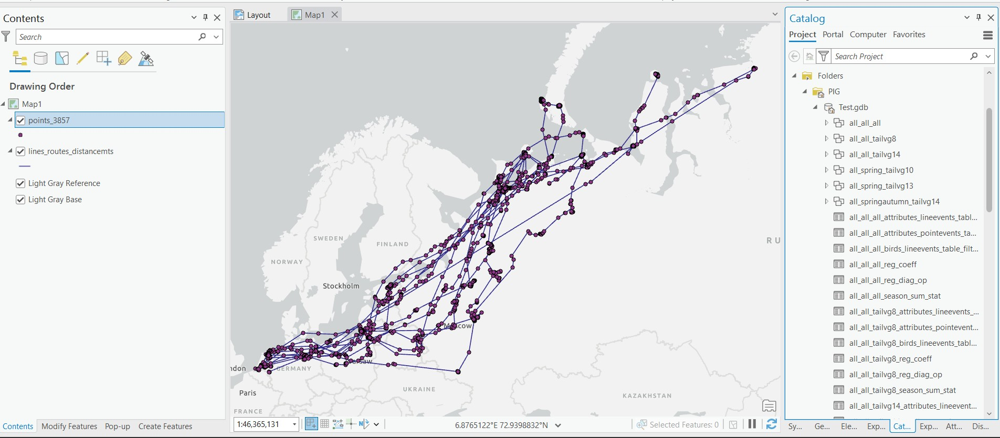 Contents
Search
Drawing Order
Map1
points_3857
lines_routes_distancemts
Light Gray Reference
Light Gray Base
Contents
Modify Features
Pop-up
Create Features
Layout
Map1
SWEDEN
FINLAND
NORWAY
Stockholm
RU
Moscow
ndon
GERMANY
Paris
UKRAINE
KAZAKHSTAN
FRANCE
1:46,365,131
6.8765122°E 72.9398832°N
Selected Features: 0
Catalog
Project
Portal
Computer
Favorites
Search Project
Folders
PIG
Test.gdb
all_all_all
all_all_tailvg8
all_all_tailvg14
all_spring_tailvg10
all_spring_tailvg13
all_springautumn_tailvg14
all_all_all_attributes_lineevents_tabl...
all_all_all_attributes_pointevents_ta...
all_all_all_birds_lineevents_table_filt...
all_all_all_reg_coeff
all_all_all_reg_diag_op
all_all_all_season_sum_stat
all_all_tailvg8_attributes_lineevents_...
all_all_tailvg8_attributes_pointevent...
all_all_tailvg8_birds_lineevents_tabl...
all_all_tailvg8_reg_coeff
all_all_tailvg8_reg_diag_op
all_all_tailvg8_season_sum_stat
all_all_tailvg14_attributes_lineevent...
Sy...
Ge...
Ele...
Exp...
Cat...
Exp...
Att...
Dis...